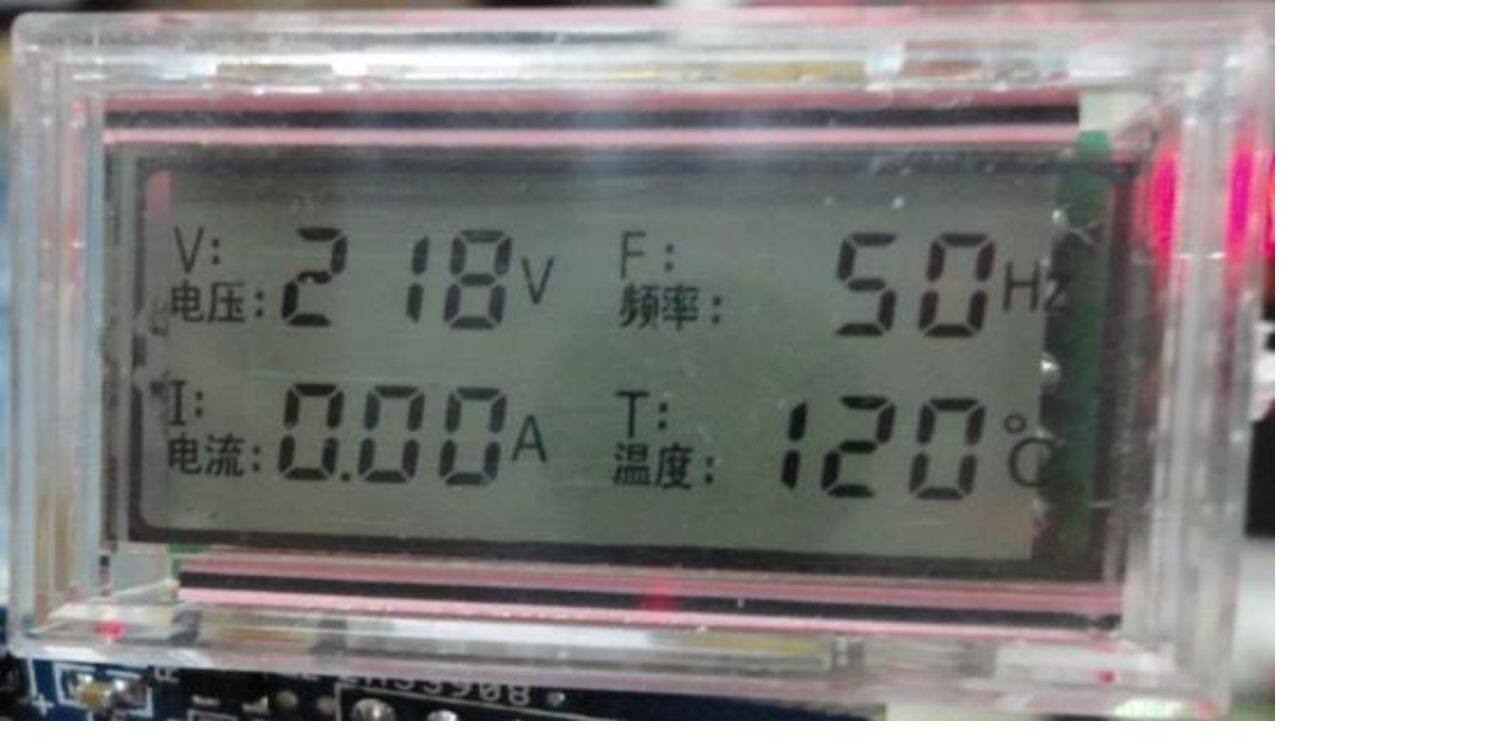 V: 218V F: 50Hz
电压: 频率:
I: 0.00A T: 120°C
电流: 温度: